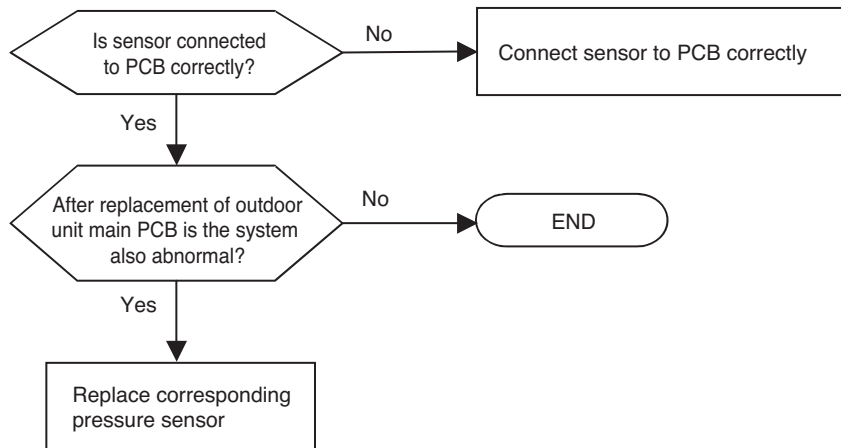 Is sensor connected
to PCB correctly?
No
Connect sensor to PCB correctly
Yes
After replacement of outdoor
unit main PCB is the system
also abnormal?
No
END
Yes
Replace corresponding
pressure sensor